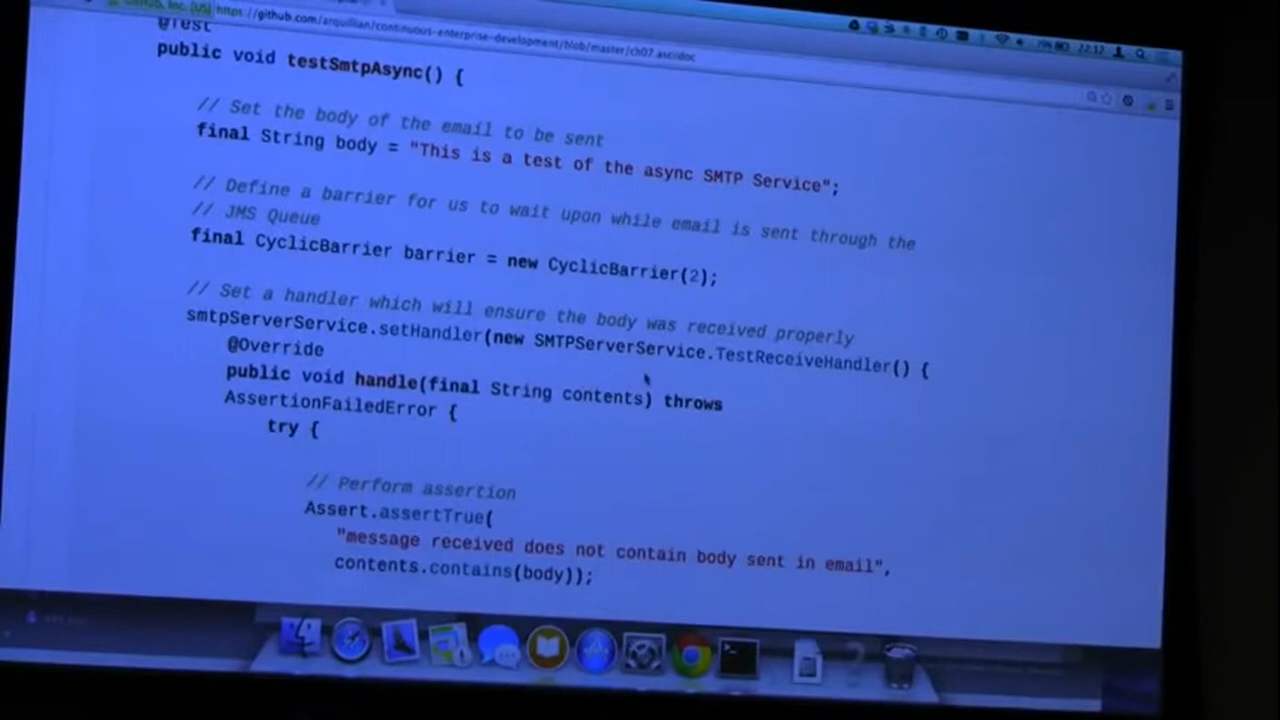 GitHub, Inc. [US] https://github.com/arquillian/continuous-enterprise-development/blob/master/ch07.asciidoc
22:12
@Test
public void testSmtpAsync() {
// Set the body of the email to be sent
final String body = "This is a test of the async SMTP Service";
// Define a barrier for us to wait upon while email is sent through the
// JMS Queue
final CyclicBarrier barrier = new CyclicBarrier(2);
// Set a handler which will ensure the body was received properly
smtpServerService.setHandler(new SMTPServerService.TestReceiveHandler() {
@Override
public void handle(final String contents) throws
AssertionFailedError {
try {
// Perform assertion
Assert.assertTrue(
"message received does not contain body sent in email",
contents.contains(body));